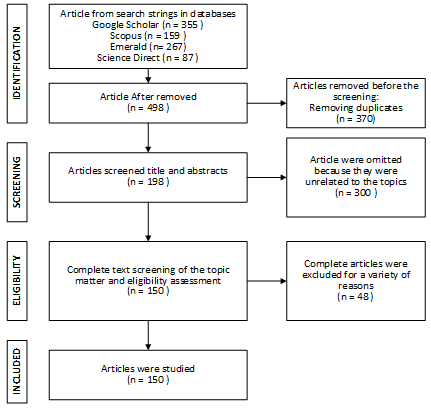 IDENTIFICATION
Article from search strings in databases
Google Scholar (n = 355 )
Scopus (n = 159 )
Emerald (n= 267)
Science Direct (n = 87 )
Article After removed
(n = 498)
Articles removed before the
screening:
Removing duplicates
(n = 370)
SCREENING
Articles screened title and abstracts
(n = 198 )
Article were omitted
because they were
unrelated to the topics
(n = 300 )
ELIGIBILITY
Complete text screening of the topic
matter and eligibility assessment
(n = 150 )
Complete articles were
excluded for a variety of
reasons
(n = 48 )
INCLUDED
Articles were studied
(n = 150 )